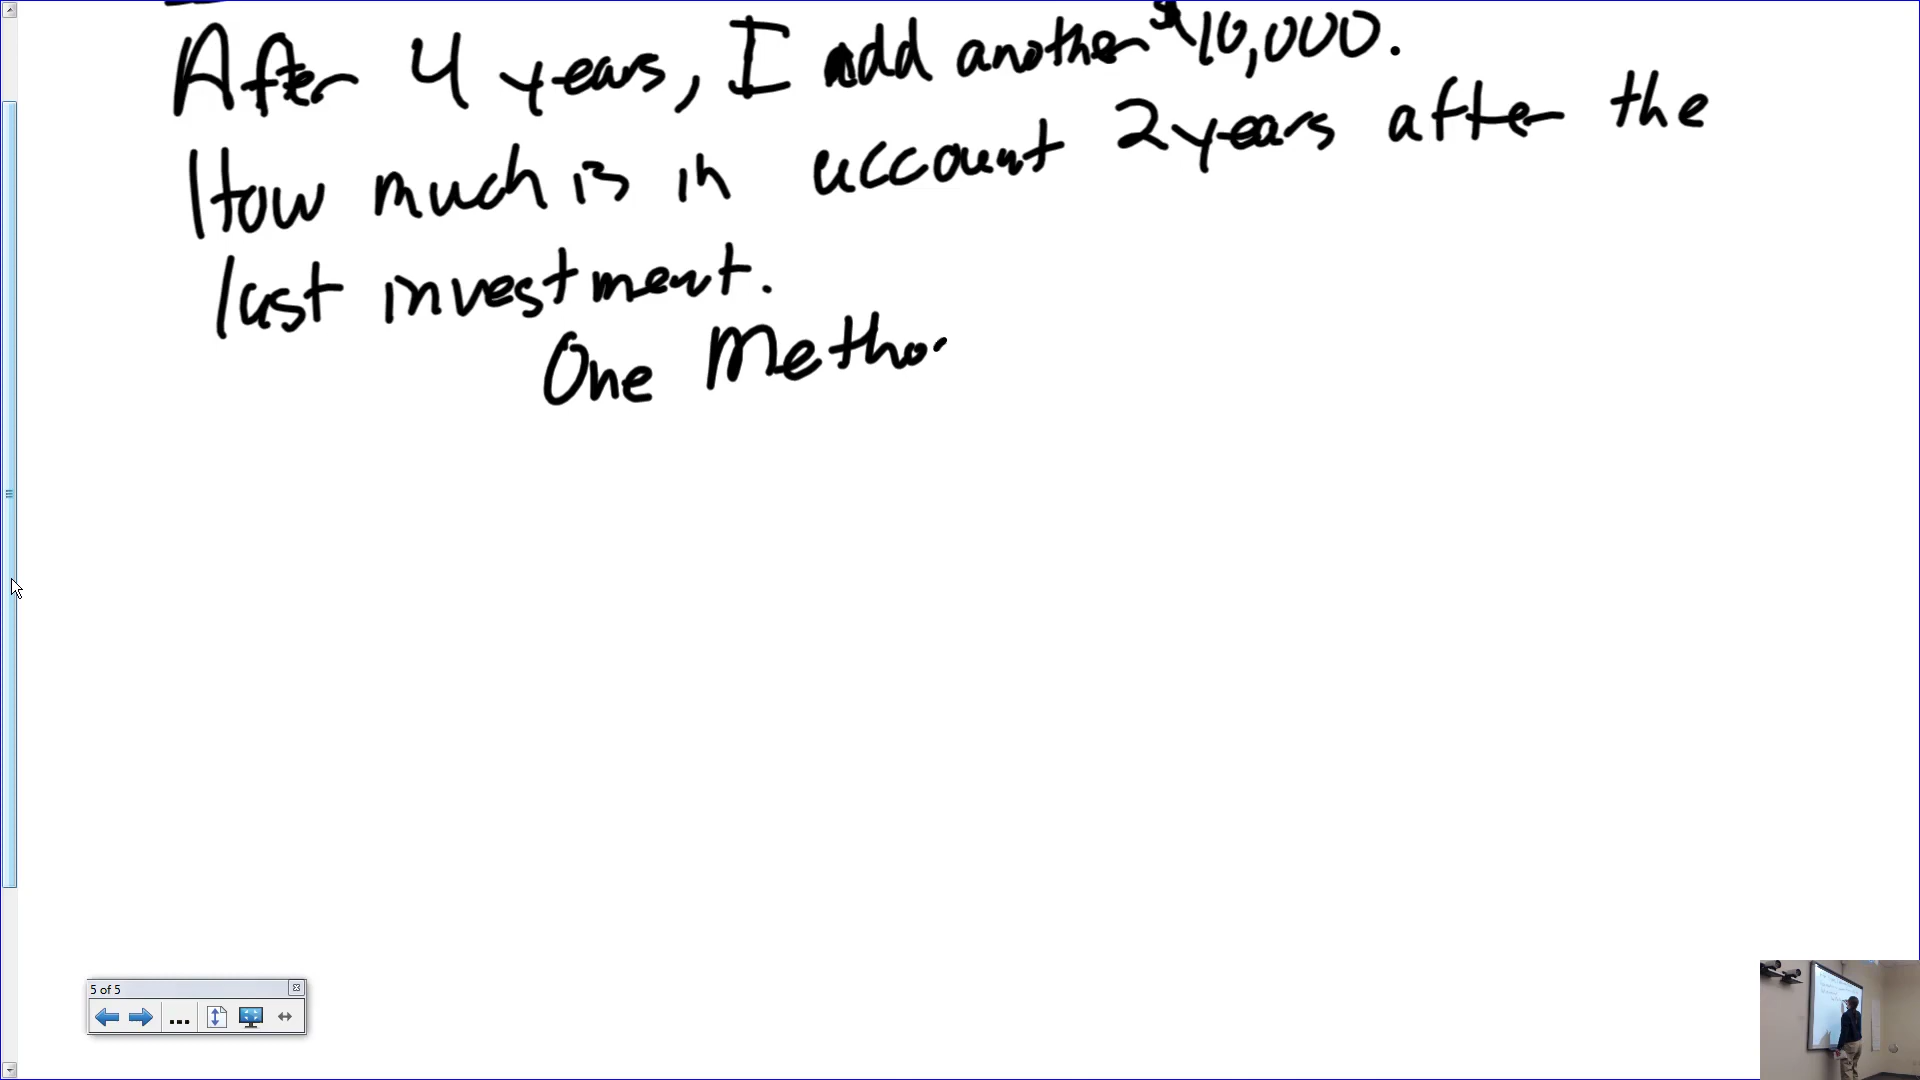 After 4 years, I add another $10,000.
How much is in account 2 years after the
last investment.
One Metho
5 of 5